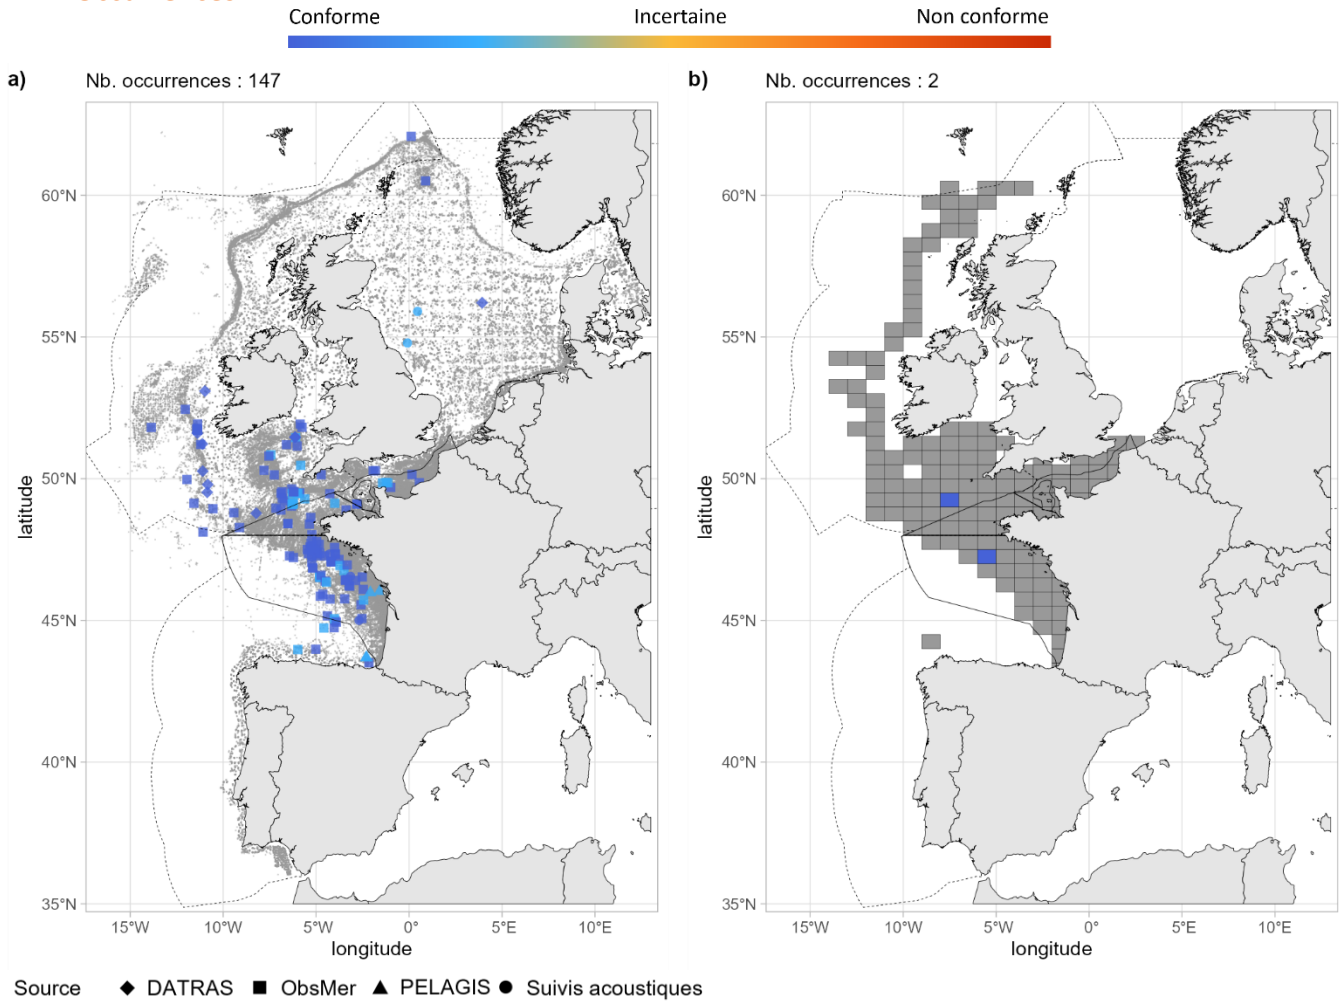 Conforme Incertaine Non conforme
a) Nb. occurrences : 147
b) Nb. occurrences : 2
60°N
55°N
50°N
45°N
40°N
35°N
latitude
15°W 10°W 5°W 0° 5°E 10°E
longitude
60°N
55°N
50°N
45°N
40°N
35°N
latitude
15°W 10°W 5°W 0° 5°E 10°E
longitude
Source DATRAS ObsMer PELAGIS Suivis acoustiques